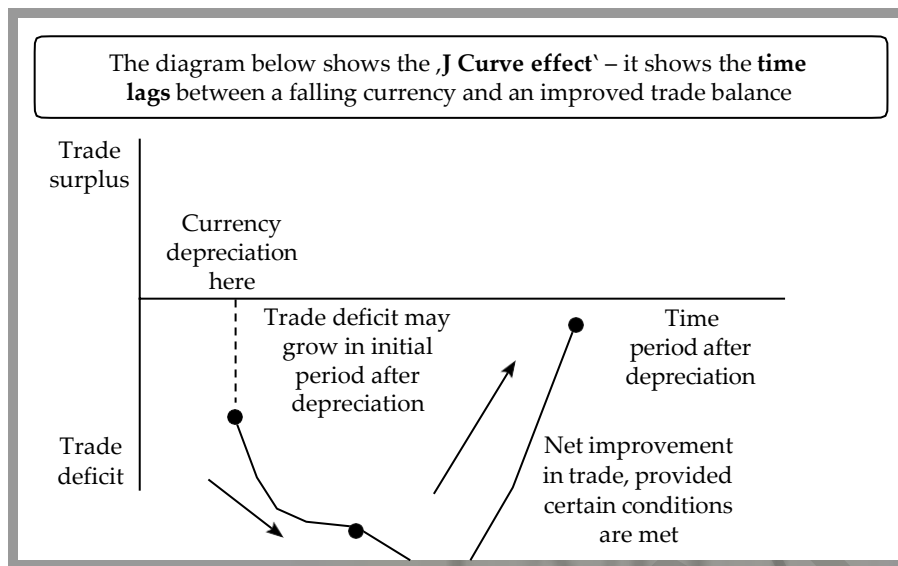 The diagram below shows the ‚J Curve effect‛ – it shows the time
lags between a falling currency and an improved trade balance
Trade
surplus
Currency
depreciation
here
Trade deficit may
grow in initial
period after
depreciation
Time
period after
depreciation
Trade
deficit
Net improvement
in trade, provided
certain conditions
are met